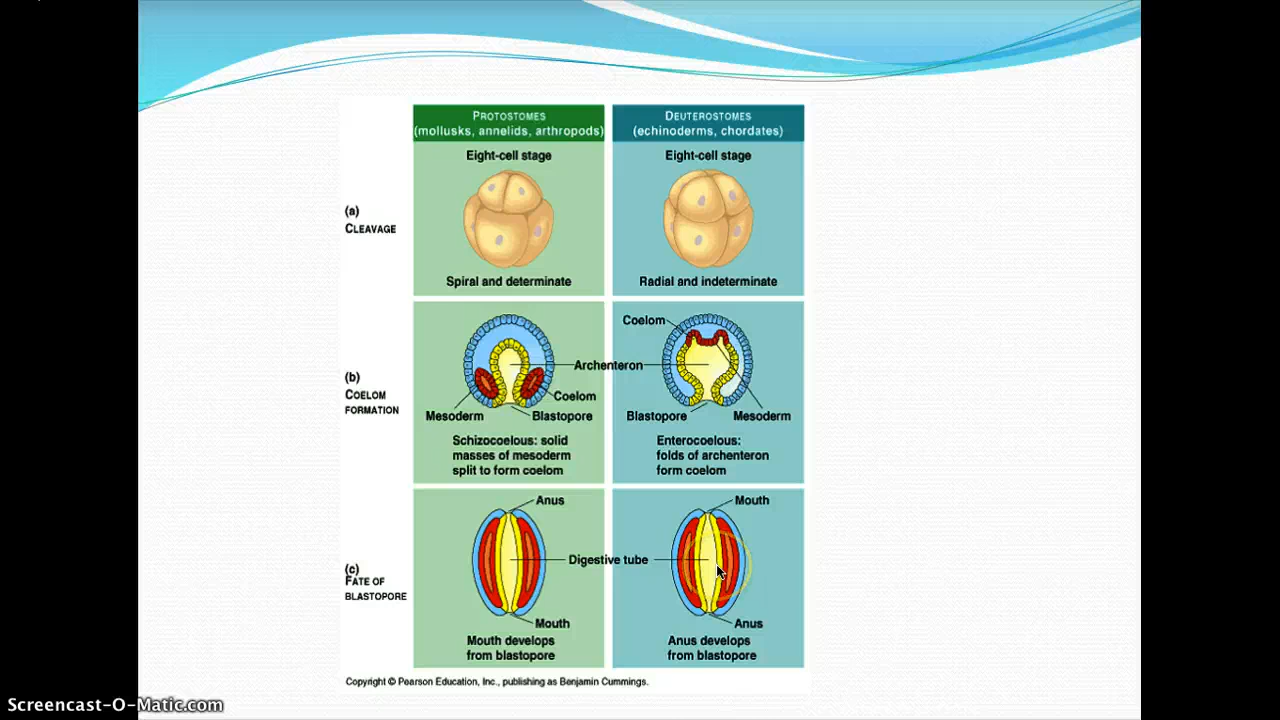 PROTOSTOMES
(mollusks, annelids, arthropods)
DEUTEROSTOMES
(echinoderms, chordates)
(a)
CLEAVAGE
Eight-cell stage
Spiral and determinate
Eight-cell stage
Radial and indeterminate
(b)
COELOM
FORMATION
Archenteron
Coelom
Mesoderm
Blastopore
Schizocoelous: solid
masses of mesoderm
split to form coelom
Coelom
Blastopore
Mesoderm
Enterocoelous:
folds of archenteron
form coelom
(c)
FATE OF
BLASTOPORE
Anus
Digestive tube
Mouth
Mouth develops
from blastopore
Mouth
Anus
Anus develops
from blastopore
Copyright © Pearson Education, Inc., publishing as Benjamin Cummings.
Screencast-O-Matic.com